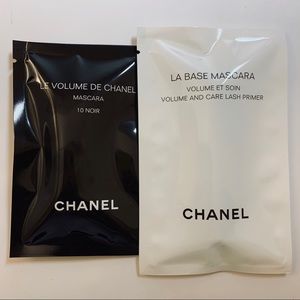 LE VOLUME DE CHANEL
MASCARA
10 NOIR
CHANEL
LA BASE MASCARA
VOLUME ET SOIN
VOLUME AND CARE LASH PRIMER
CHANEL